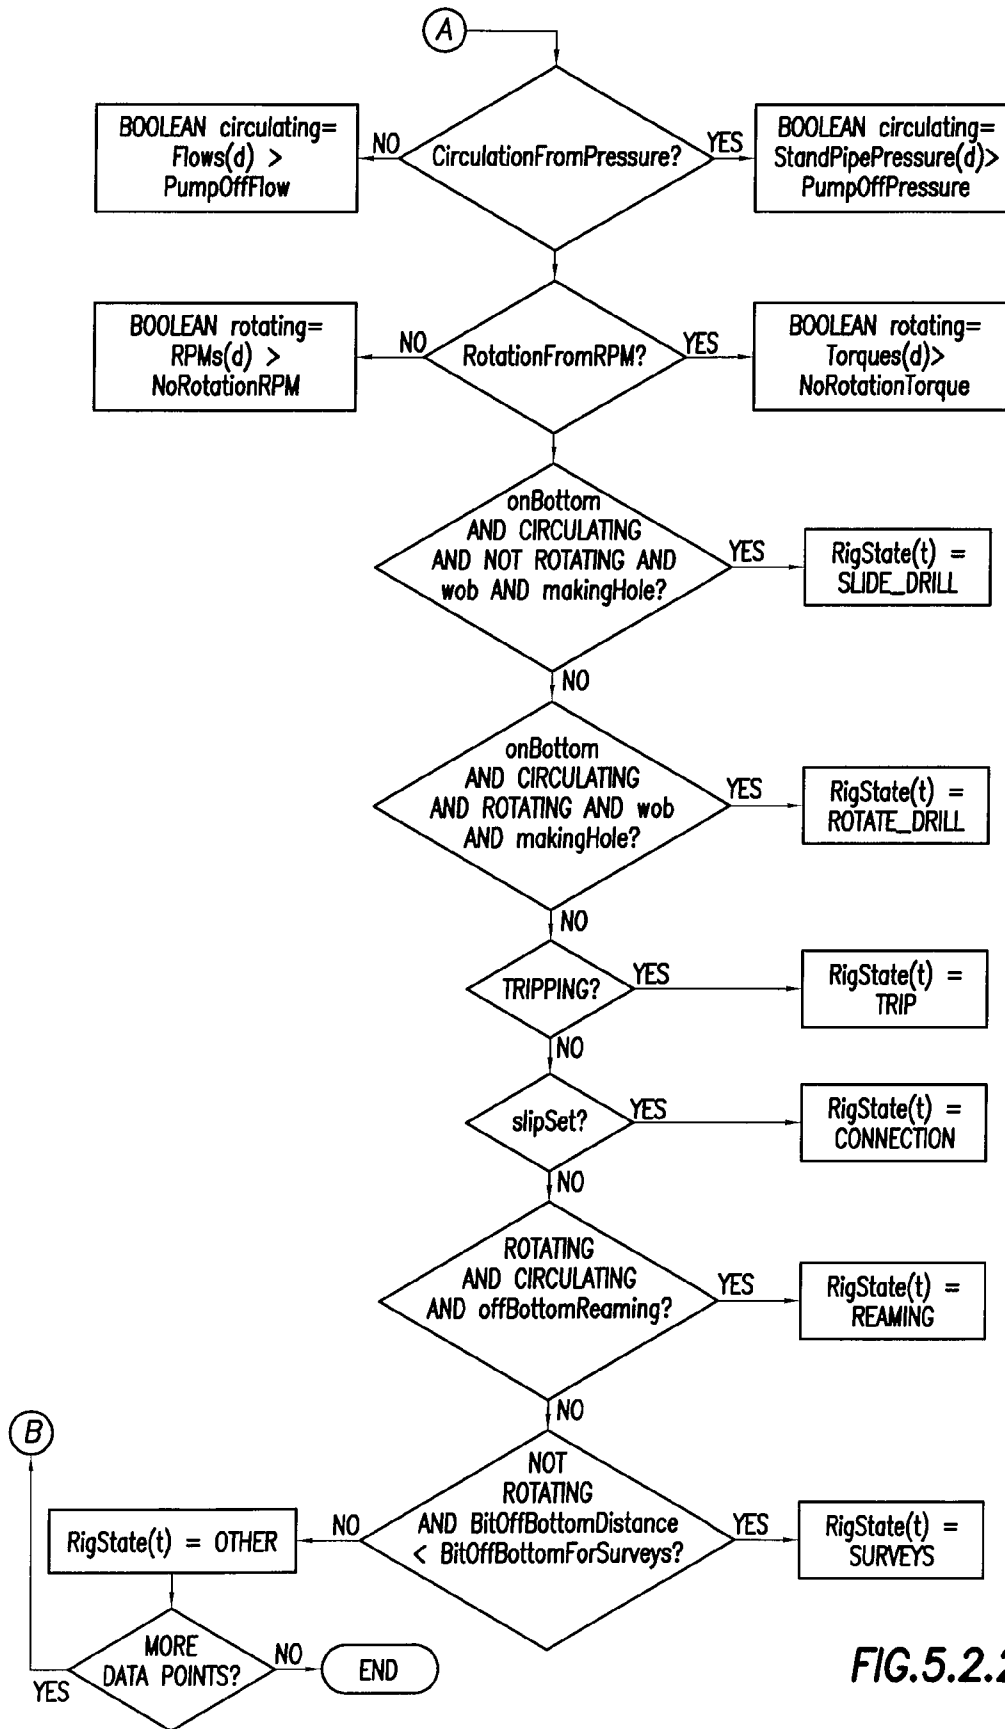 A
CirculationFromPressure?
NO
BOOLEAN circulating=
Flows(d) >
PumpOffFlow
YES
BOOLEAN circulating=
StandPipePressure(d)>
PumpOffPressure
RotationFromRPM?
NO
BOOLEAN rotating=
RPMs(d) >
NoRotationRPM
YES
BOOLEAN rotating=
Torques(d)>
NoRotationTorque
onBottom
AND CIRCULATING
AND NOT ROTATING AND
wob AND makingHole?
YES
RigState(t) =
SLIDE_DRILL
NO
onBottom
AND CIRCULATING
AND ROTATING AND wob
AND makingHole?
YES
RigState(t) =
ROTATE_DRILL
NO
TRIPPING?
YES
RigState(t) =
TRIP
NO
slipSet?
YES
RigState(t) =
CONNECTION
NO
ROTATING
AND CIRCULATING
AND offBottomReaming?
YES
RigState(t) =
REAMING
NO
NOT
ROTATING
AND BitOffBottomDistance
< BitOffBottomForSurveys?
YES
RigState(t) =
SURVEYS
NO
RigState(t) = OTHER
B
MORE
DATA POINTS?
YES
NO
END
FIG.5.2.2